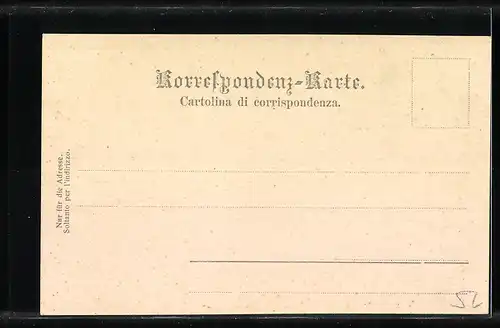 Korrespondenz-Karte.
Cartolina di corrispondenza.
Nur für die Adresse.
Soltanto per l'indirizzo.